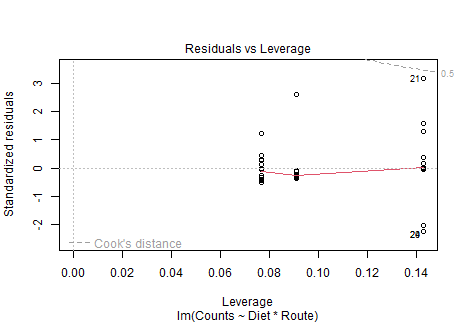 Residuals vs Leverage
Standardized residuals
3
2
1
0
-1
-2
21
0.5
Cook's distance
0.00 0.02 0.04 0.06 0.08 0.10 0.12 0.14
Leverage
lm(Counts ~ Diet * Route)